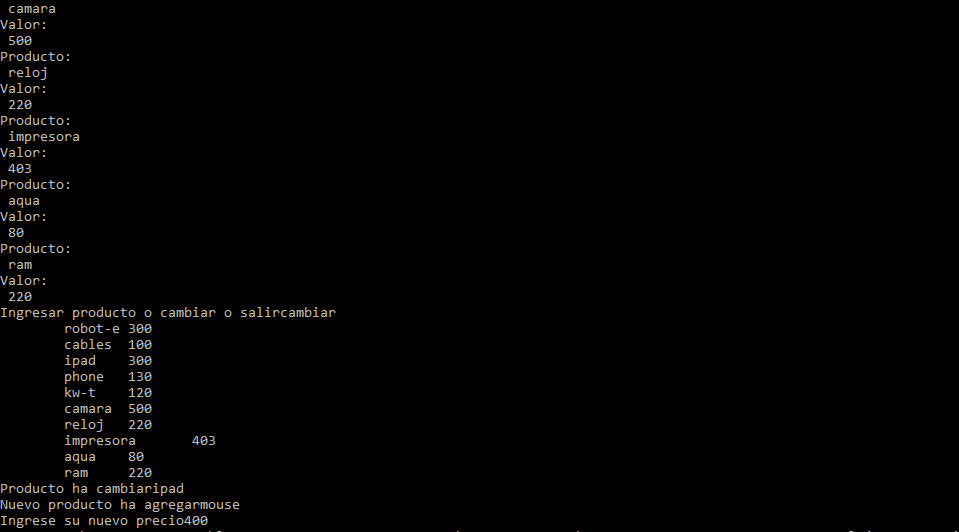 camara
Valor:
500
Producto:
reloj
Valor:
220
Producto:
impresora
Valor:
403
Producto:
aqua
Valor:
80
Producto:
ram
Valor:
220
Ingresar producto o cambiar o salircambiar
robot-e 300
cables 100
ipad 300
phone 130
kw-t 120
camara 500
reloj 220
impresora 403
aqua 80
ram 220
Producto ha cambiaripad
Nuevo producto ha agregarmouse
Ingrese su nuevo precio400